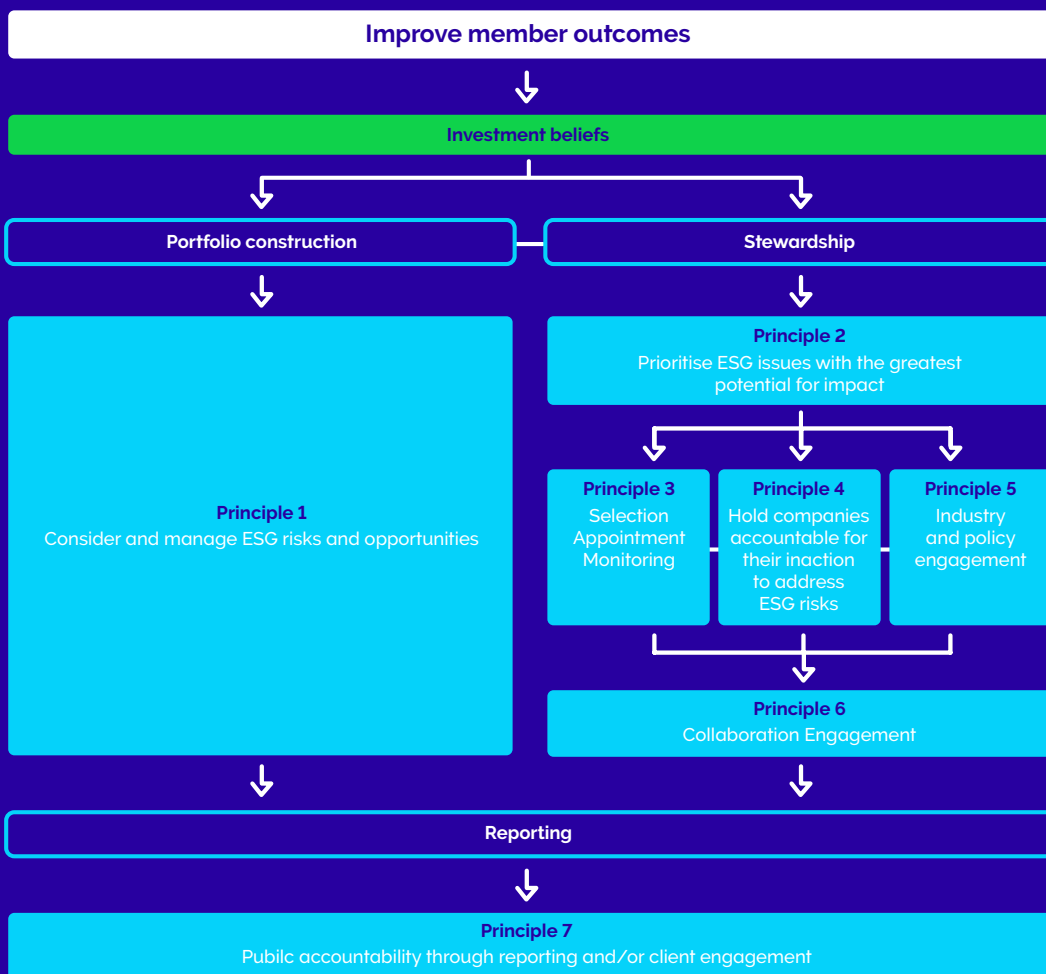 Improve member outcomes
Investment beliefs
Portfolio construction
Stewardship
Principle 1
Consider and manage ESG risks and opportunities
Principle 2
Prioritise ESG issues with the greatest
potential for impact
Principle 3
Selection
Appointment
Monitoring
Principle 4
Hold companies
accountable for
their inaction
to address
ESG risks
Principle 5
Industry
and policy
engagement
Principle 6
Collaboration Engagement
Reporting
Principle 7
Pubilc accountability through reporting and/or client engagement